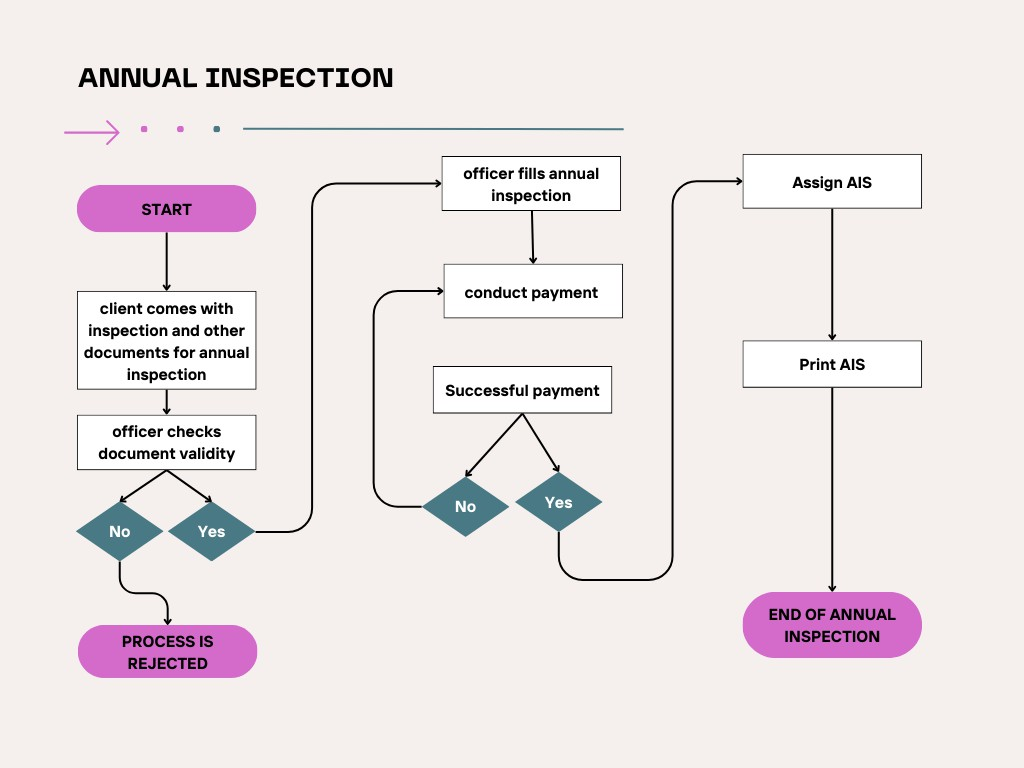 ANNUAL INSPECTION
START
client comes with
inspection and other
documents for annual
inspection
officer checks
document validity
No
Yes
PROCESS IS
REJECTED
officer fills annual
inspection
conduct payment
Successful payment
No
Yes
Assign AIS
Print AIS
END OF ANNUAL
INSPECTION